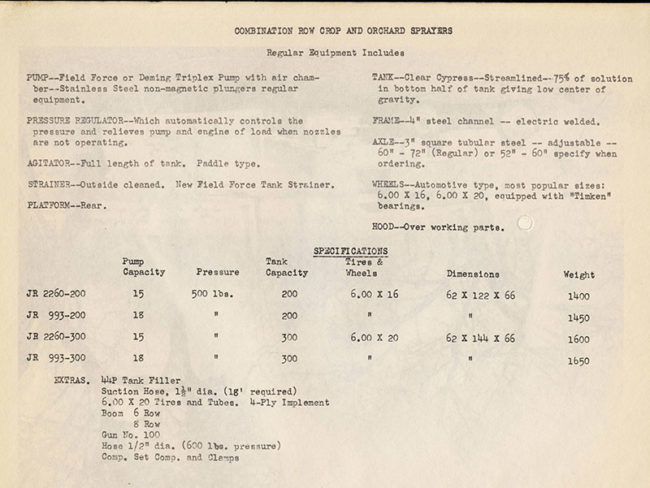 COMBINATION ROW CROP AND ORCHARD SPRAYERS
Regular Equipment Includes
PUMP--Field Force or Deming Triplex Pump with air cham-
ber--Stainless Steel non-magnetic plungers regular
equipment.
PRESSURE REGULATOR--Which automatically controls the
pressure and relieves pump and engine of load when nozzles
are not operating.
AGITATOR--Full length of tank. Paddle type.
STRAINER--Outside cleaned. New Field Force Tank Strainer.
PLATFORM--Rear.
TANK--Clear Cypress--Streamlined--75% of solution
in bottom half of tank giving low center of
gravity.
FRAME--4" steel channel -- electric welded.
AXLE--3" square tubular steel -- adjustable --
60" - 72" (Regular) or 52" - 60" specify when
ordering.
WHEELS--Automotive type, most popular sizes:
6.00 X 16, 6.00 X 20, equipped with "Timken"
bearings.
HOOD--Over working parts.
SPECIFICATIONS
Pump Capacity Pressure Tank Capacity Tires & Wheels Dimensions Weight
JR 2260-200 15 500 lbs. 200 6.00 X 16 62 X 122 X 66 1400
JR 993-200 18 " 200 " " 1450
JR 2260-300 15 " 300 6.00 X 20 62 X 144 X 66 1600
JR 993-300 18 " 300 " " 1650
EXTRAS. 44P Tank Filler
Suction Hose, 1½" dia. (18' required)
6.00 X 20 Tires and Tubes. 4-Ply Implement
Boom 6 Row
8 Row
Gun No. 100
Hose 1/2" dia. (600 lbs. pressure)
Comp. Set Comp. and Clamps